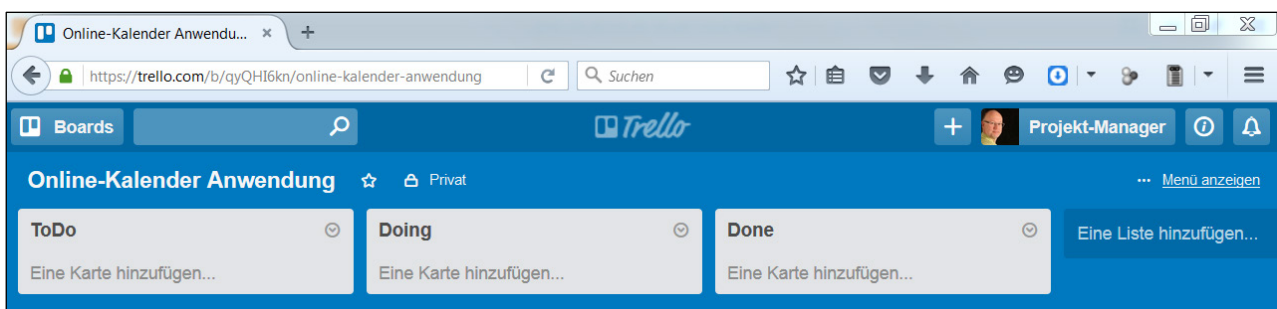 Online-Kalender Anwendu...
https://trello.com/b/qyQHI6kn/online-kalender-anwendung
Suchen
Boards
Trello
Projekt-Manager
Online-Kalender Anwendung
Privat
... Menü anzeigen
ToDo
Doing
Done
Eine Liste hinzufügen...
Eine Karte hinzufügen...
Eine Karte hinzufügen...
Eine Karte hinzufügen...